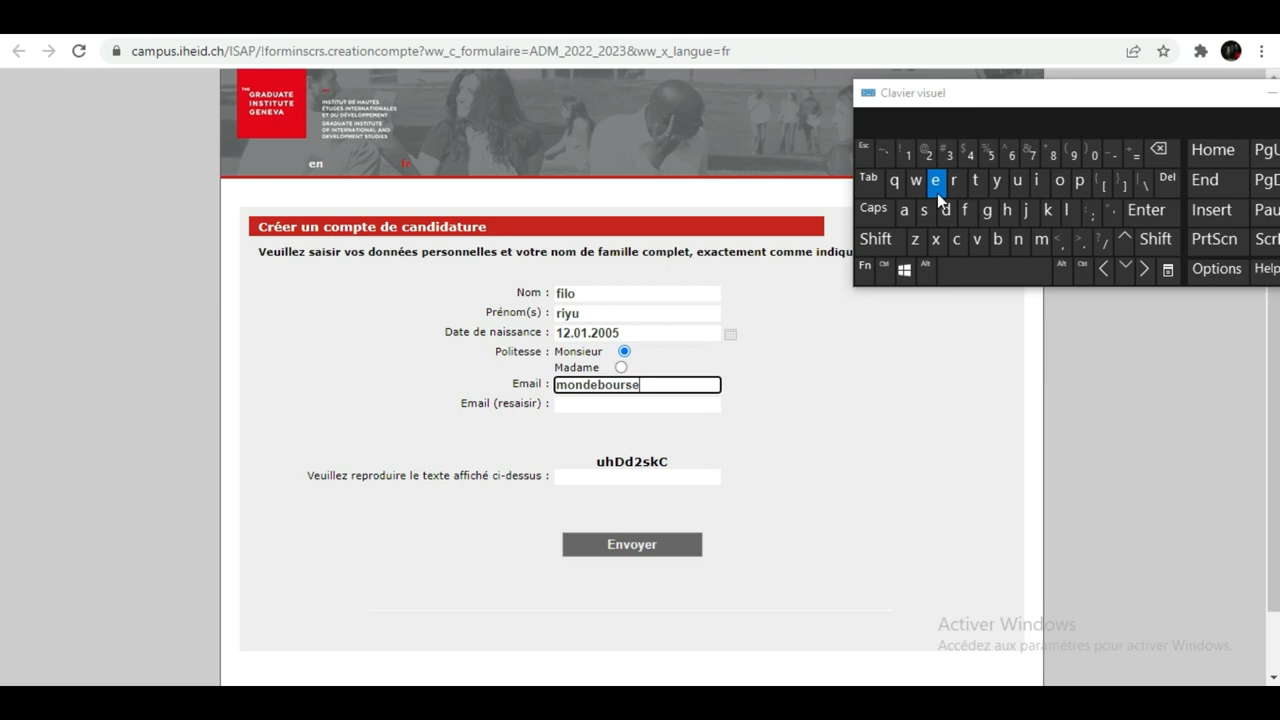 campus.iheid.ch/ISAP/!forminscrs.creationcompte?ww_c_formulaire=ADM_2022_2023&ww_x_langue=fr
THE GRADUATE INSTITUTE GENEVA
INSTITUT DE HAUTES ÉTUDES INTERNATIONALES ET DU DÉVELOPPEMENT
GRADUATE INSTITUTE OF INTERNATIONAL AND DEVELOPMENT STUDIES
en fr
Clavier visuel
Esc ~ ` ! 1 @ 2 # 3 $ 4 % 5 ^ 6 & 7 * 8 ( 9 ) 0 _ - + = Home PgU
Tab q w e r t y u i o p { [ } ] | \ Del End PgD
Caps a s d f g h j k l : ; " ' Enter Insert Pau
Shift z x c v b n m < , > . ? / Shift PrtScn Scrl
Fn Ctrl Alt Alt Ctrl Options Help
Créer un compte de candidature
Veuillez saisir vos données personnelles et votre nom de famille complet, exactement comme indiqu
Nom : filo
Prénom(s) : riyu
Date de naissance : 12.01.2005
Politesse : Monsieur
Madame
Email : mondebourse
Email (resaisir) :
uhDd2skC
Veuillez reproduire le texte affiché ci-dessus :
Envoyer
Activer Windows
Accédez aux paramètres pour activer Windows.